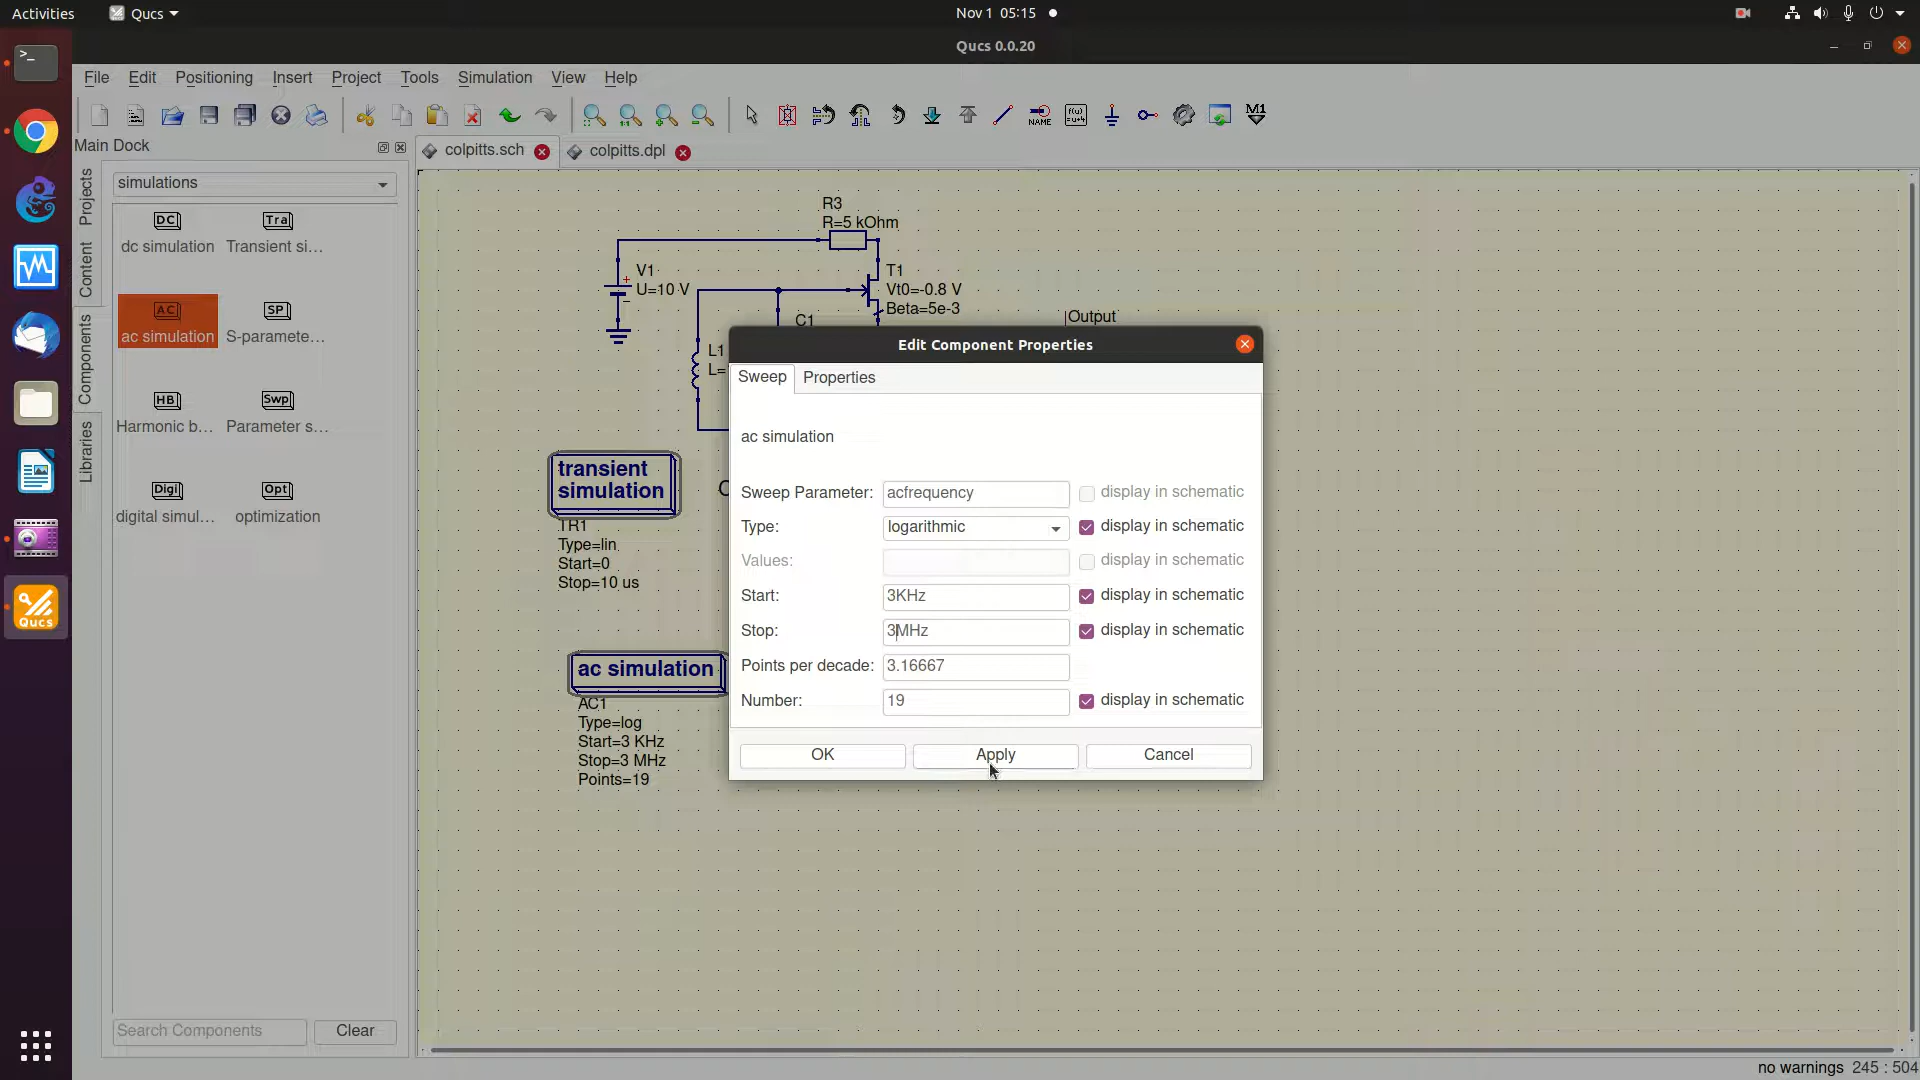 Activities
Qucs
Nov 1 05:15
Qucs 0.0.20
File Edit Positioning Insert Project Tools Simulation View Help
NAME
M1
Main Dock
colpitts.sch
colpitts.dpl
Projects
Content
Components
Libraries
simulations
DC
dc simulation
Tra
Transient si...
AC
ac simulation
SP
S-paramete...
HB
Harmonic b...
Swp
Parameter s...
Digi
digital simul...
Opt
optimization
Search Components
Clear
R3
R=5 kOhm
V1
U=10 V
T1
Vt0=-0.8 V
Beta=5e-3
C1
Output
L1
L=
transient
simulation
TR1
Type=lin
Start=0
Stop=10 us
ac simulation
AC1
Type=log
Start=3 KHz
Stop=3 MHz
Points=19
Edit Component Properties
Sweep
Properties
ac simulation
Sweep Parameter: acfrequency display in schematic
Type: logarithmic display in schematic
Values: display in schematic
Start: 3KHz display in schematic
Stop: 3MHz display in schematic
Points per decade: 3.16667
Number: 19 display in schematic
OK
Apply
Cancel
Qucs
no warnings 245 : 504